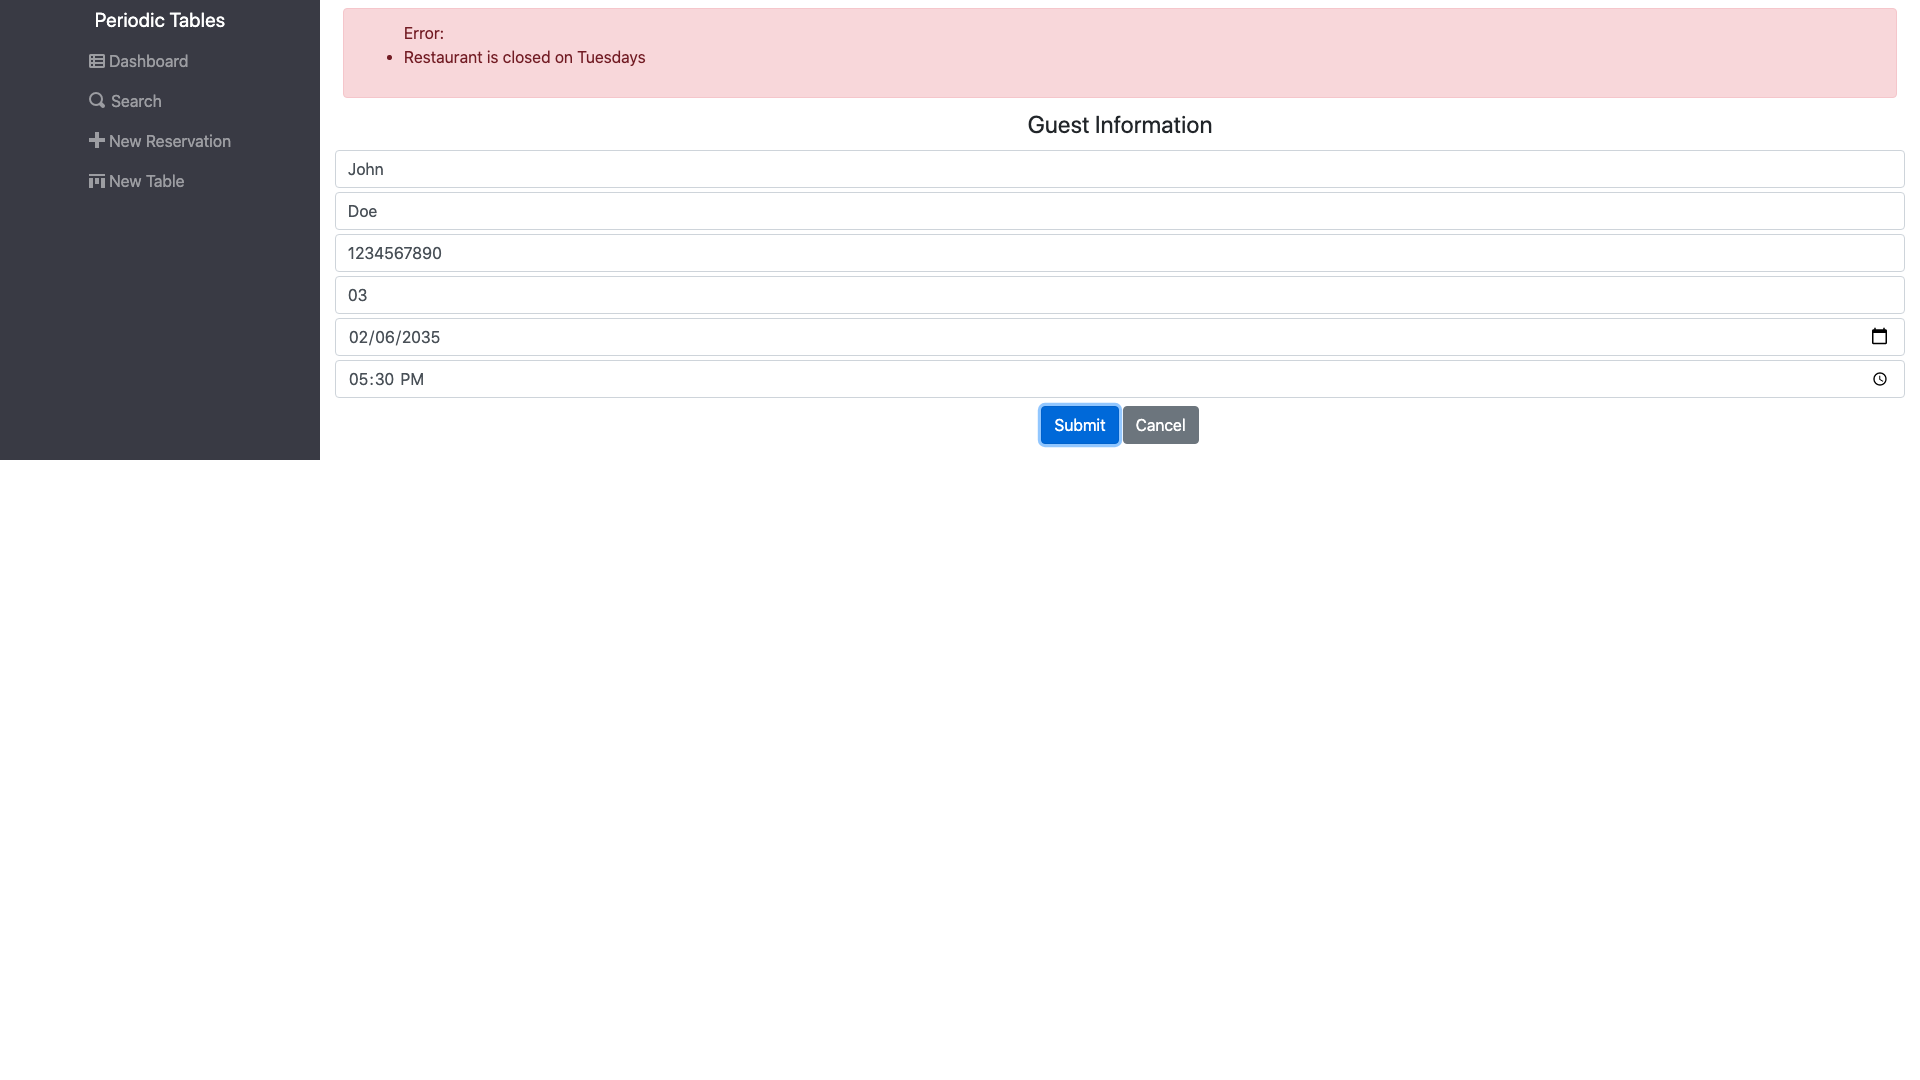 Periodic Tables
Dashboard
Search
New Reservation
New Table
Error:
Restaurant is closed on Tuesdays
Guest Information
John
Doe
1234567890
03
02/06/2035
05:30 PM
Submit
Cancel